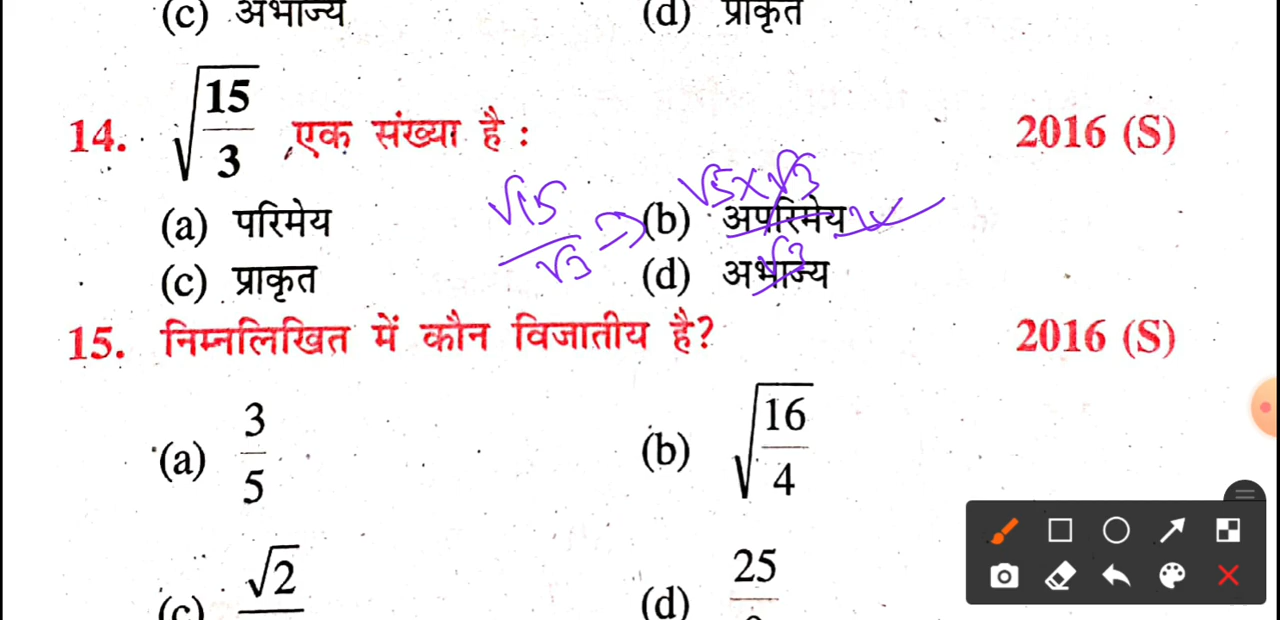 (c) अभाज्य (d) प्राकृत
14. √15/3 ,एक संख्या है : 2016 (S)
√5×√3
√15/√3 ⇒
(a) परिमेय (b) अपरिमेय
√3
(c) प्राकृत (d) अभाज्य
15. निम्नलिखित में कौन विजातीय है? 2016 (S)
(a) 3/5 (b) √16/4
(c) √2 (d) 25